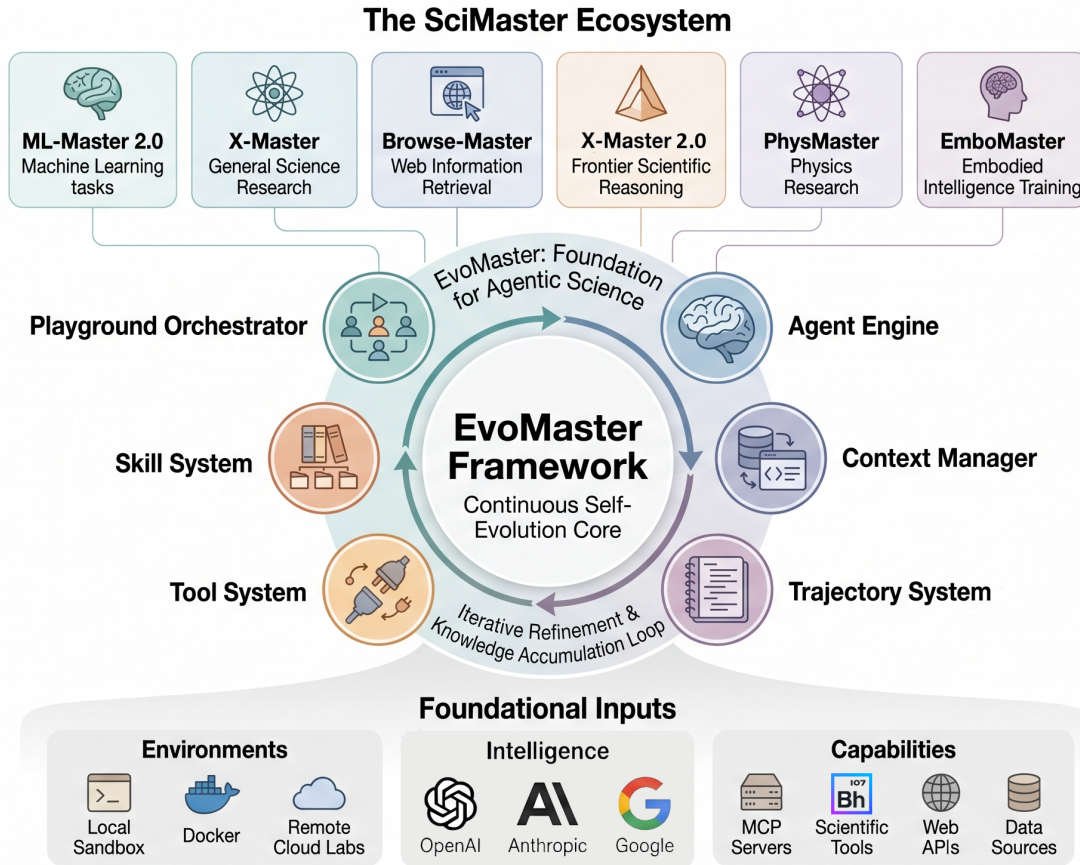 The SciMaster Ecosystem
ML-Master 2.0
Machine Learning
tasks
X-Master
General Science
Research
Browse-Master
Web Information
Retrieval
X-Master 2.0
Frontier Scientific
Reasoning
PhysMaster
Physics
Research
EmboMaster
Embodied
Intelligence Training
EvoMaster: Foundation
for Agentic Science
Playground Orchestrator
Agent Engine
Skill System
EvoMaster
Framework
Continuous Self-
Evolution Core
Context Manager
Tool System
Trajectory System
Iterative Refinement &
Knowledge Accumulation Loop
Foundational Inputs
Environments
>_
Local
Sandbox
Docker
Remote
Cloud Labs
Intelligence
OpenAI
Anthropic
Google
Capabilities
MCP
Servers
107
Bh
Scientific
Tools
Web
APIs
Data
Sources